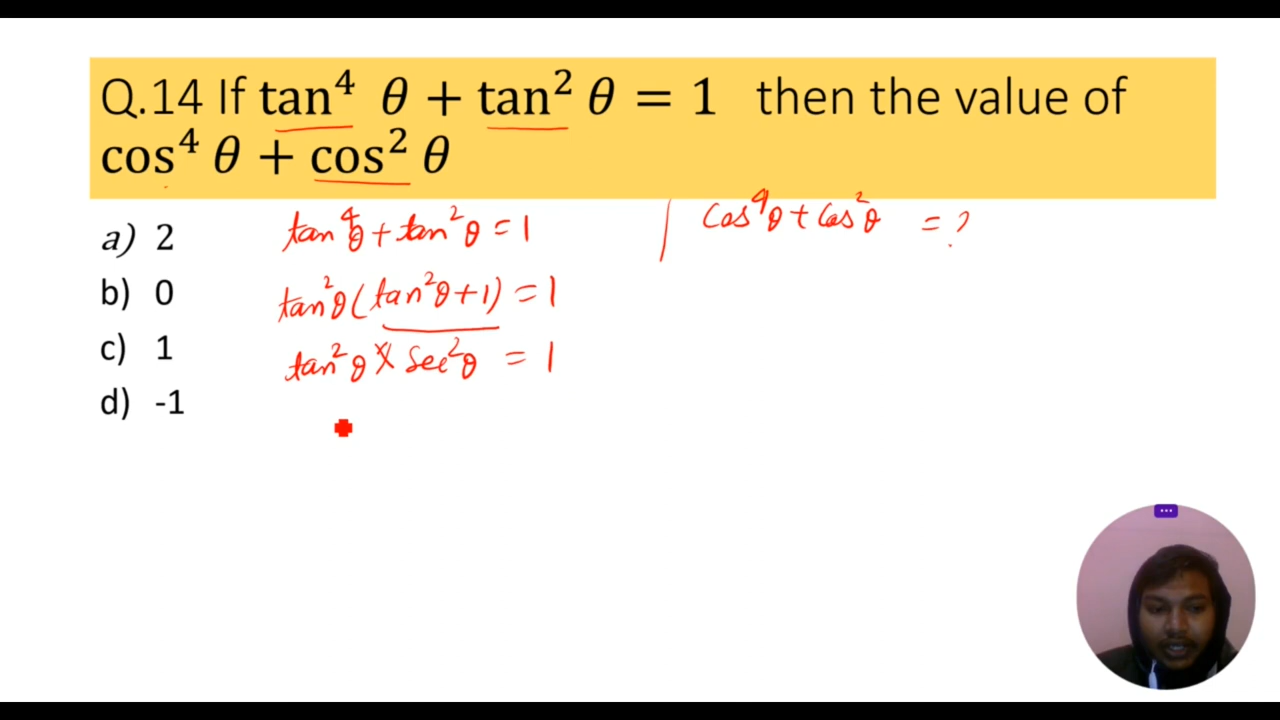 Q.14 If tan⁴ θ + tan² θ = 1 then the value of
cos⁴ θ + cos² θ
a) 2
b) 0
c) 1
d) -1
tan⁴θ + tan²θ = 1
tan²θ (tan²θ + 1) = 1
tan²θ × sec²θ = 1
cos⁴θ + cos²θ = ?